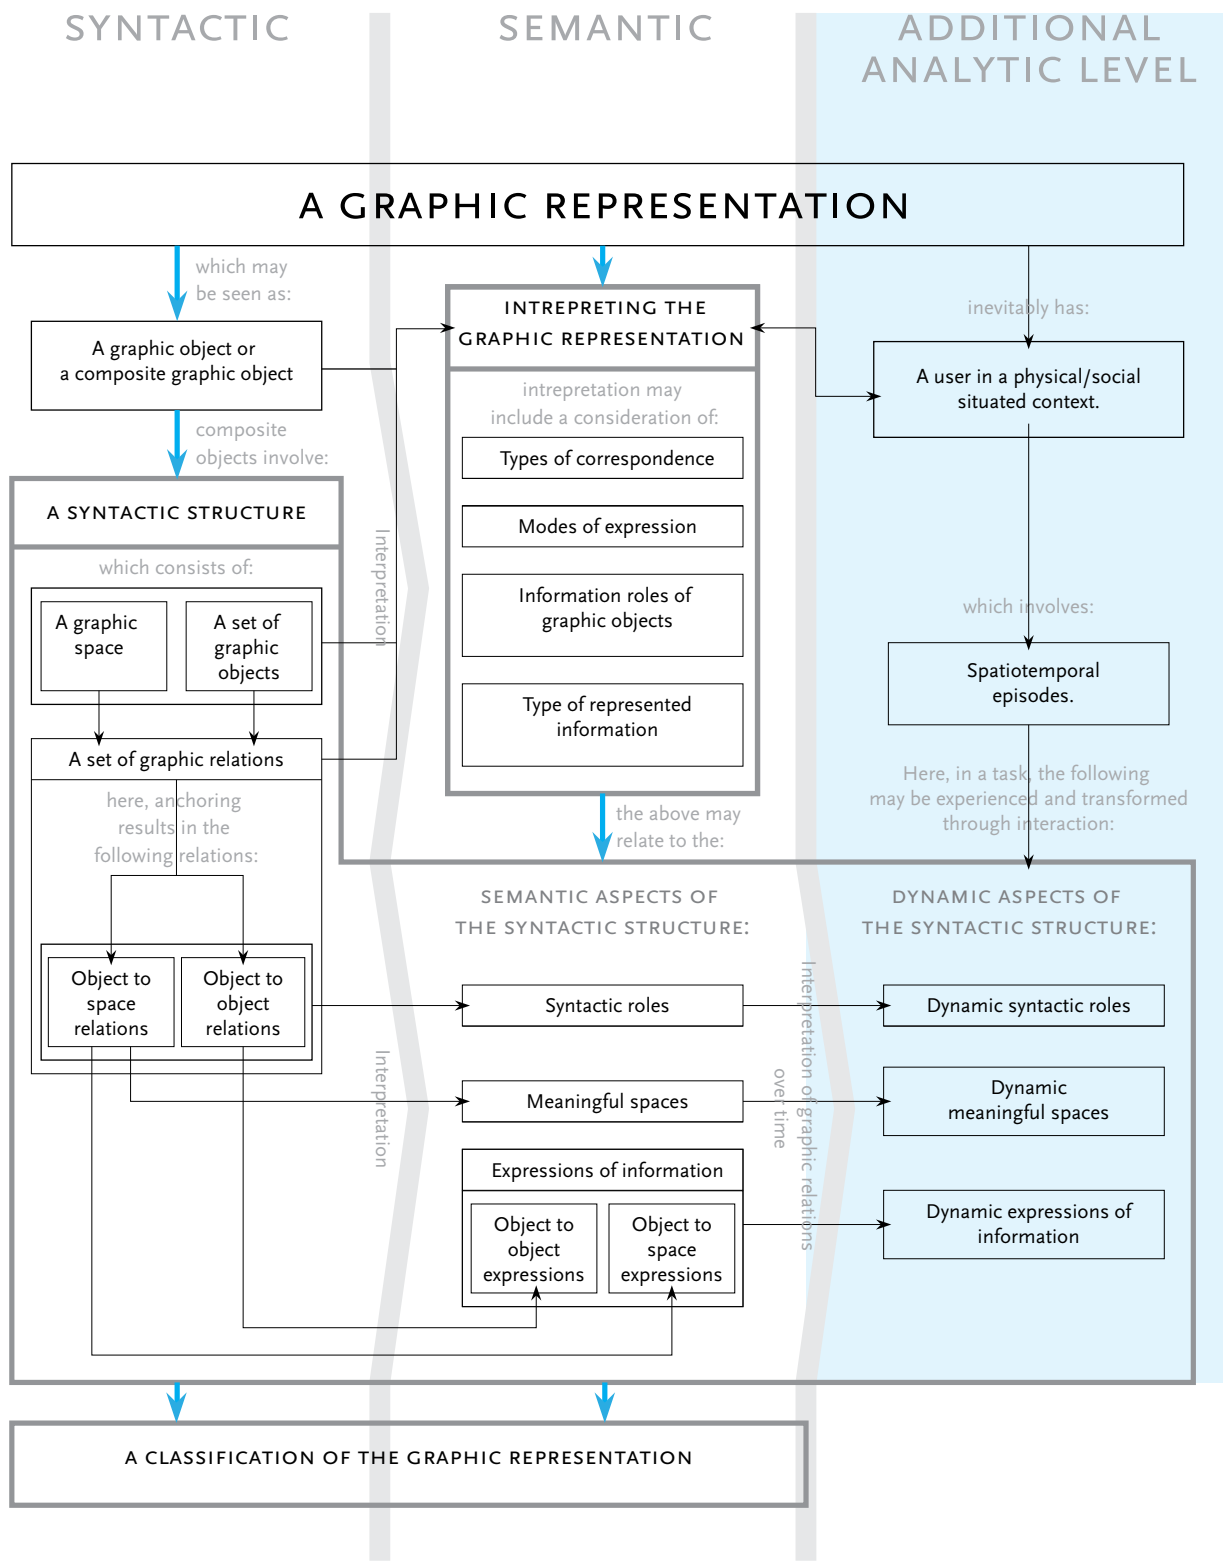 SYNTACTIC
SEMANTIC
ADDITIONAL
ANALYTIC LEVEL
A GRAPHIC REPRESENTATION
which may
be seen as:
A graphic object or
a composite graphic object
composite
objects involve:
A SYNTACTIC STRUCTURE
which consists of:
A graphic
space
A set of
graphic
objects
A set of graphic relations
here, anchoring
results in the
following relations:
Object to
space
relations
Object to
object
relations
Interpretation
Interpretation
INTREPRETING THE
GRAPHIC REPRESENTATION
intrepretation may
include a consideration of:
Types of correspondence
Modes of expression
Information roles of
graphic objects
Type of represented
information
the above may
relate to the:
SEMANTIC ASPECTS OF
THE SYNTACTIC STRUCTURE:
Syntactic roles
Meaningful spaces
Expressions of information
Object to
object
expressions
Object to
space
expressions
Interpretation of graphic relations
over time
inevitably has:
A user in a physical/social
situated context.
which involves:
Spatiotemporal
episodes.
Here, in a task, the following
may be experienced and transformed
through interaction:
DYNAMIC ASPECTS OF
THE SYNTACTIC STRUCTURE:
Dynamic syntactic roles
Dynamic
meaningful spaces
Dynamic expressions of
information
A CLASSIFICATION OF THE GRAPHIC REPRESENTATION